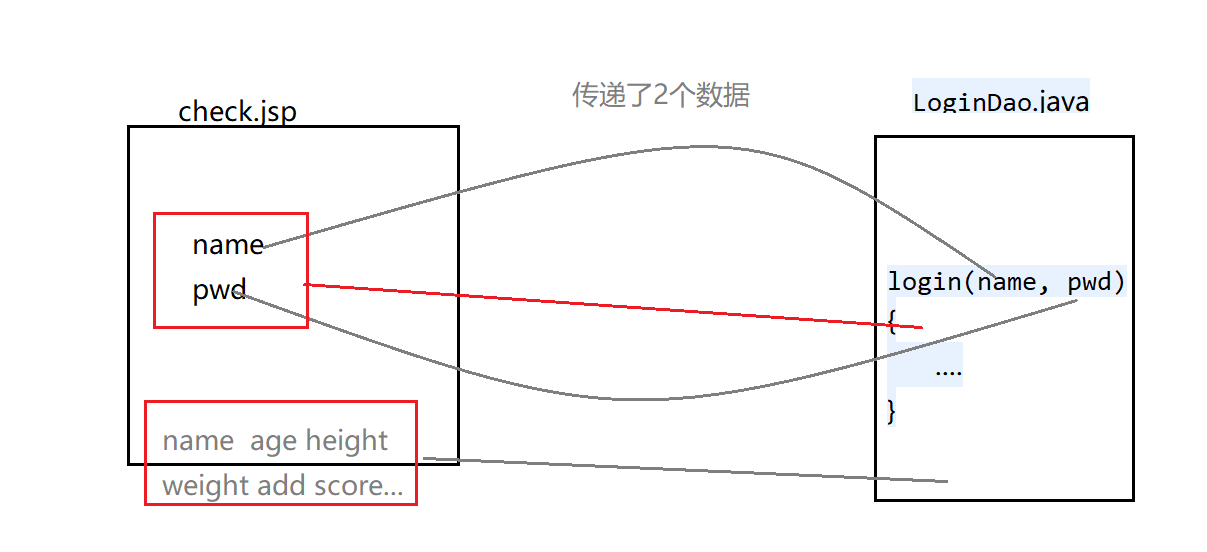 传递了2个数据
check.jsp
LoginDao.java
name
pwd
login(name, pwd)
{
....
}
name age height
weight add score...